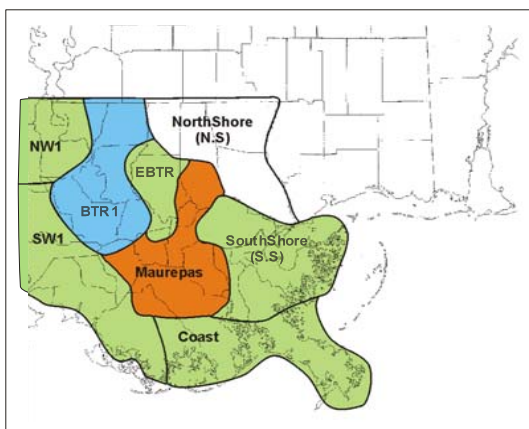 NorthShore
(N.S)
NW1
EBTR
BTR1
SW1
SouthShore
(S.S)
Maurepas
Coast